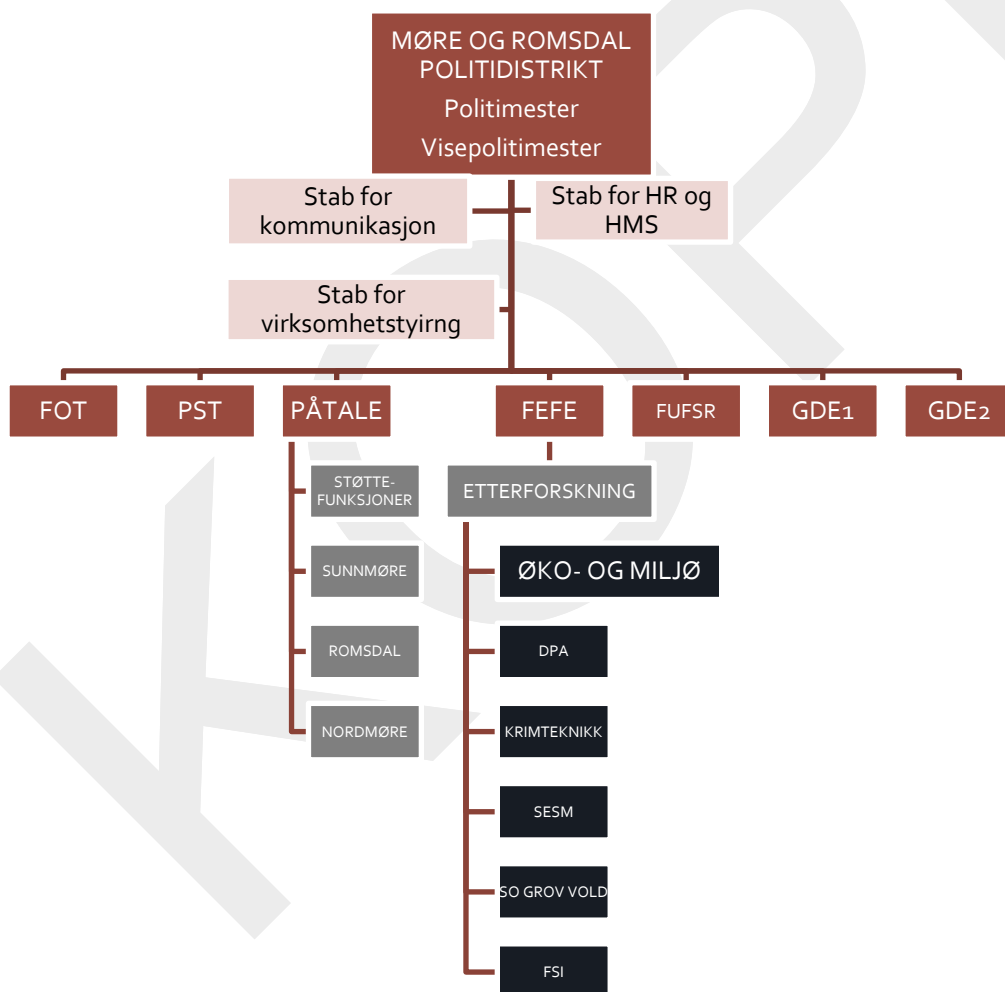 MØRE OG ROMSDAL
POLITIDISTRIKT
Politimester
Visepolitimester
Stab for
kommunikasjon
Stab for HR og
HMS
Stab for
virksomhetstyirng
FOT
PST
PÅTALE
FEFE
FUFSR
GDE1
GDE2
STØTTE-
FUNKSJONER
SUNNMØRE
ROMSDAL
NORDMØRE
ETTERFORSKNING
ØKO- OG MILJØ
DPA
KRIMTEKNIKK
SESM
SO GROV VOLD
FSI